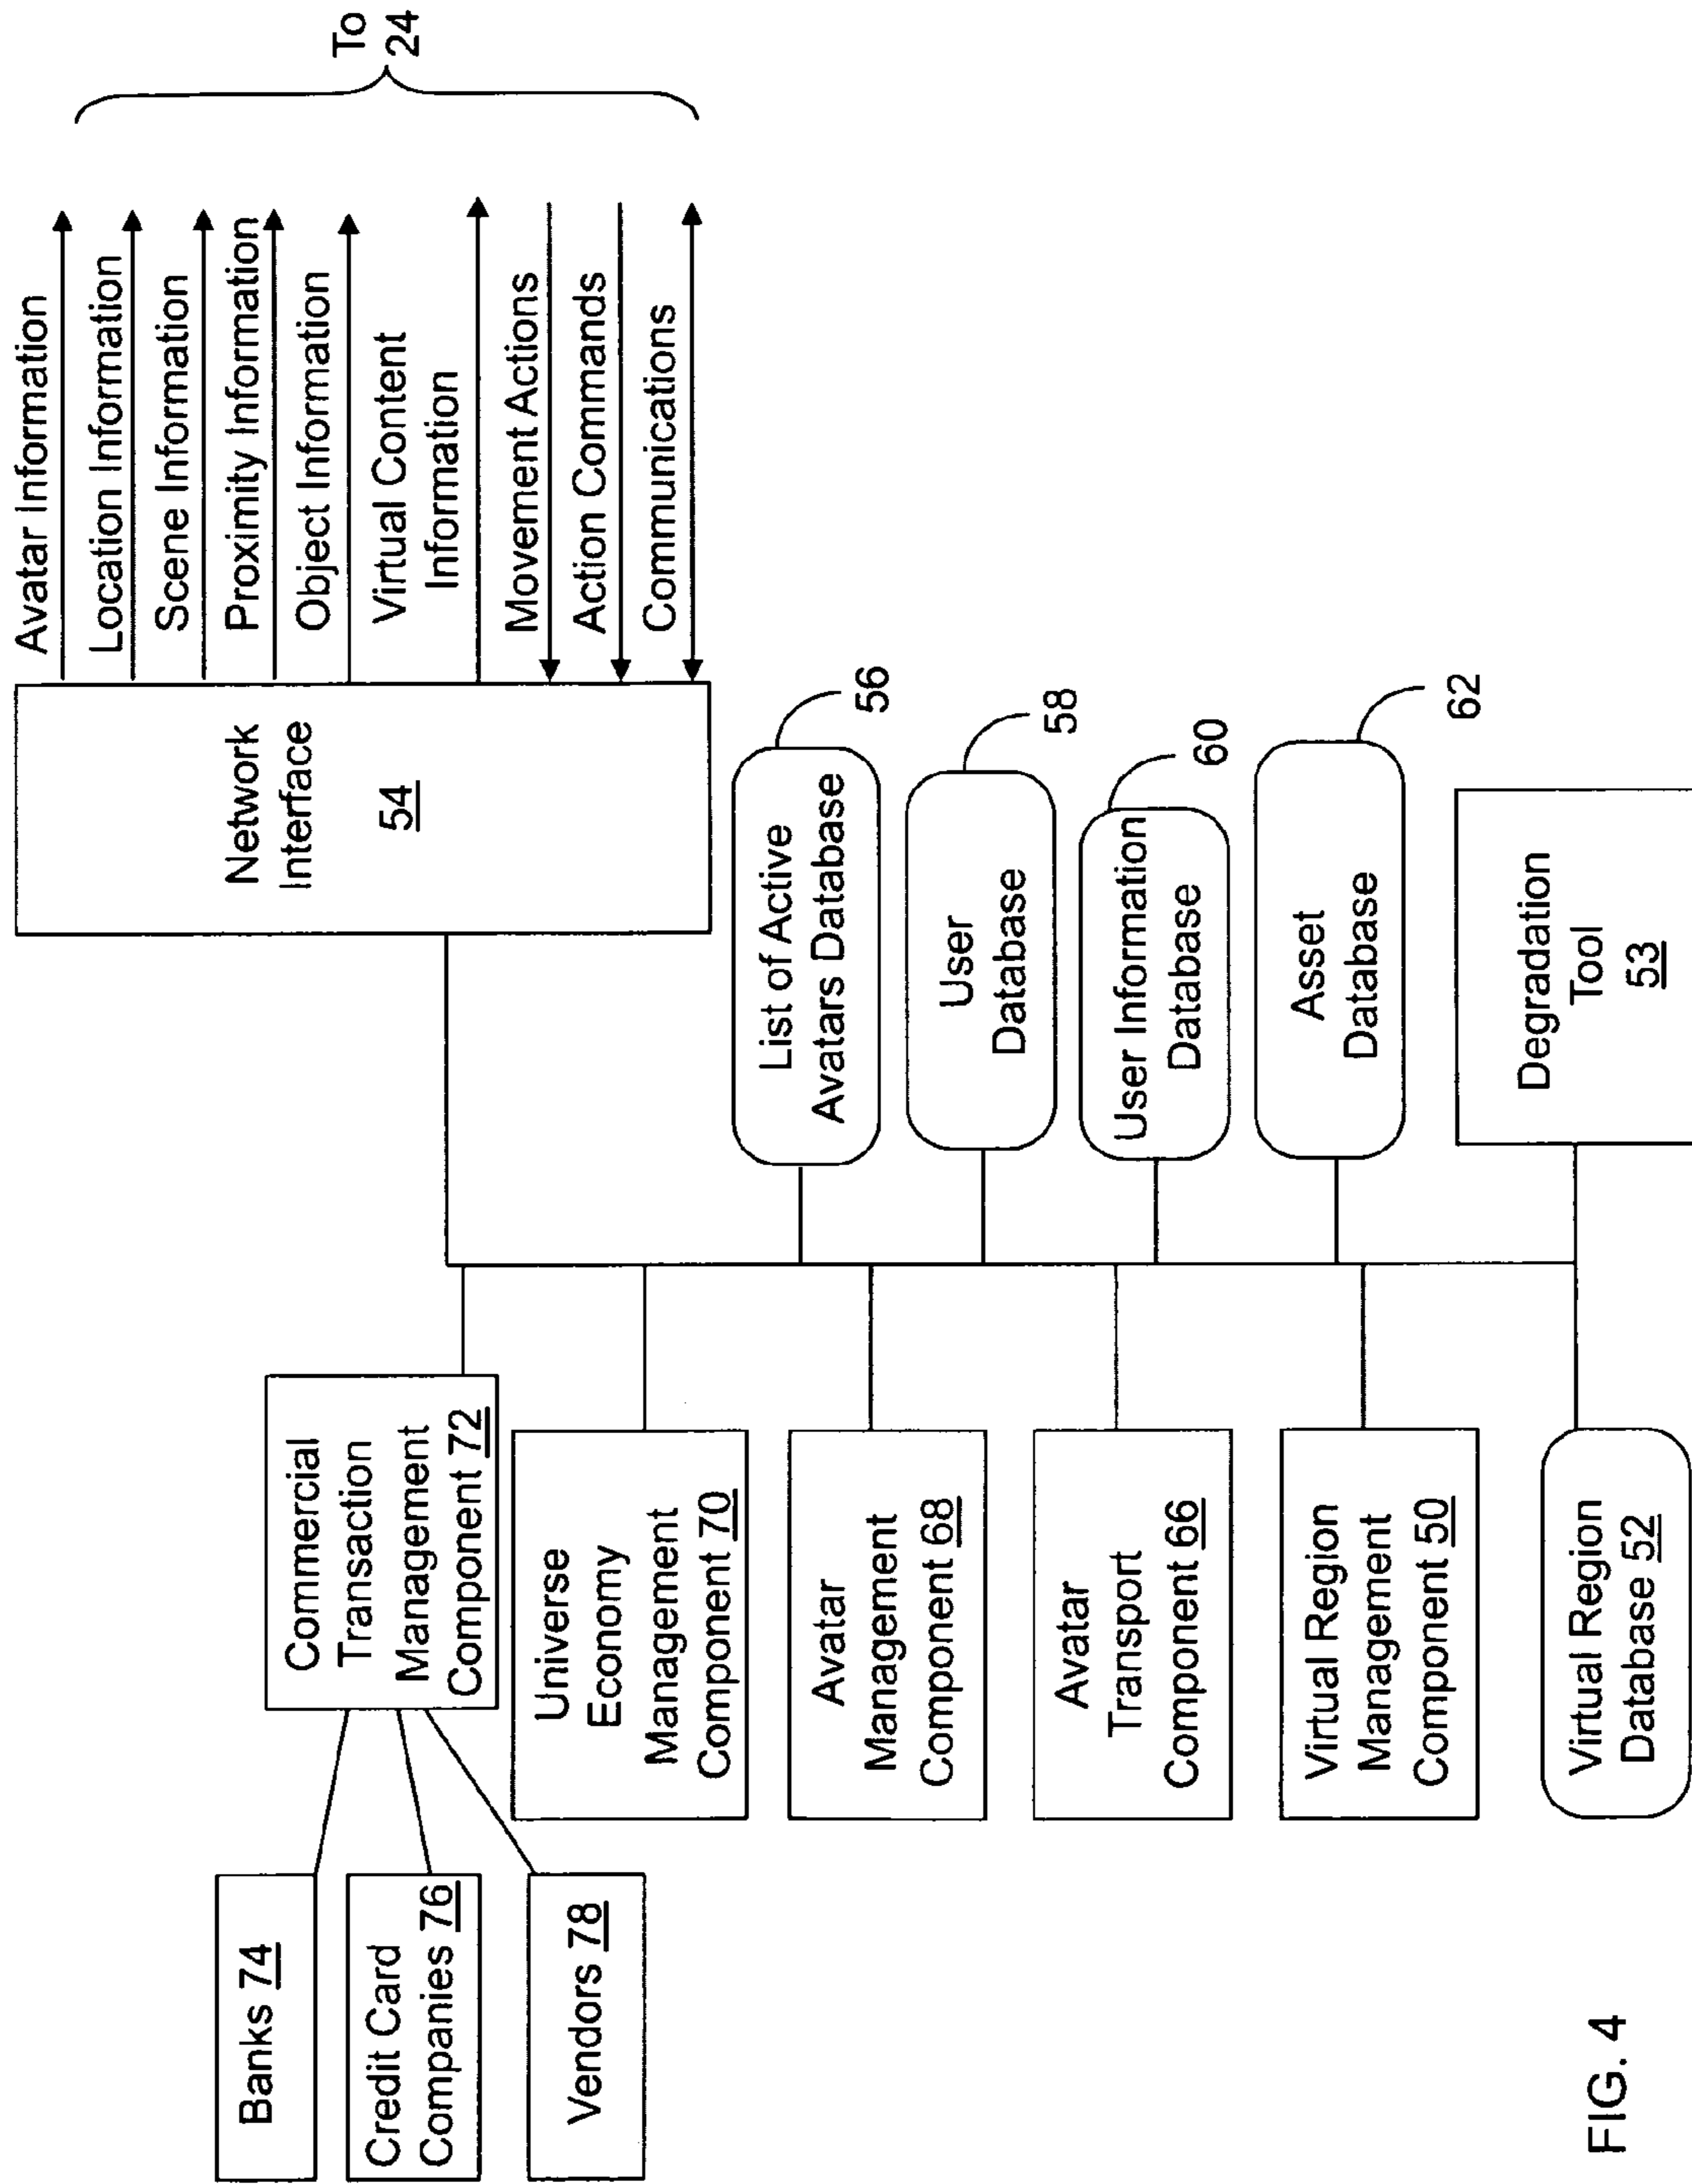 Banks 74
Credit Card
Companies 76
Vendors 78
Commercial
Transaction
Management
Component 72
Universe
Economy
Management
Component 70
Avatar
Management
Component 68
Avatar
Transport
Component 66
Virtual Region
Management
Component 50
Virtual Region
Database 52
Network
Interface
54
List of Active
Avatars Database
56
User
Database
58
User Information
Database
60
Asset
Database
62
Degradation
Tool
53
Avatar Information
Location Information
Scene Information
Proximity Information
Object Information
Virtual Content
Information
Movement Actions
Action Commands
Communications
To
24
FIG. 4